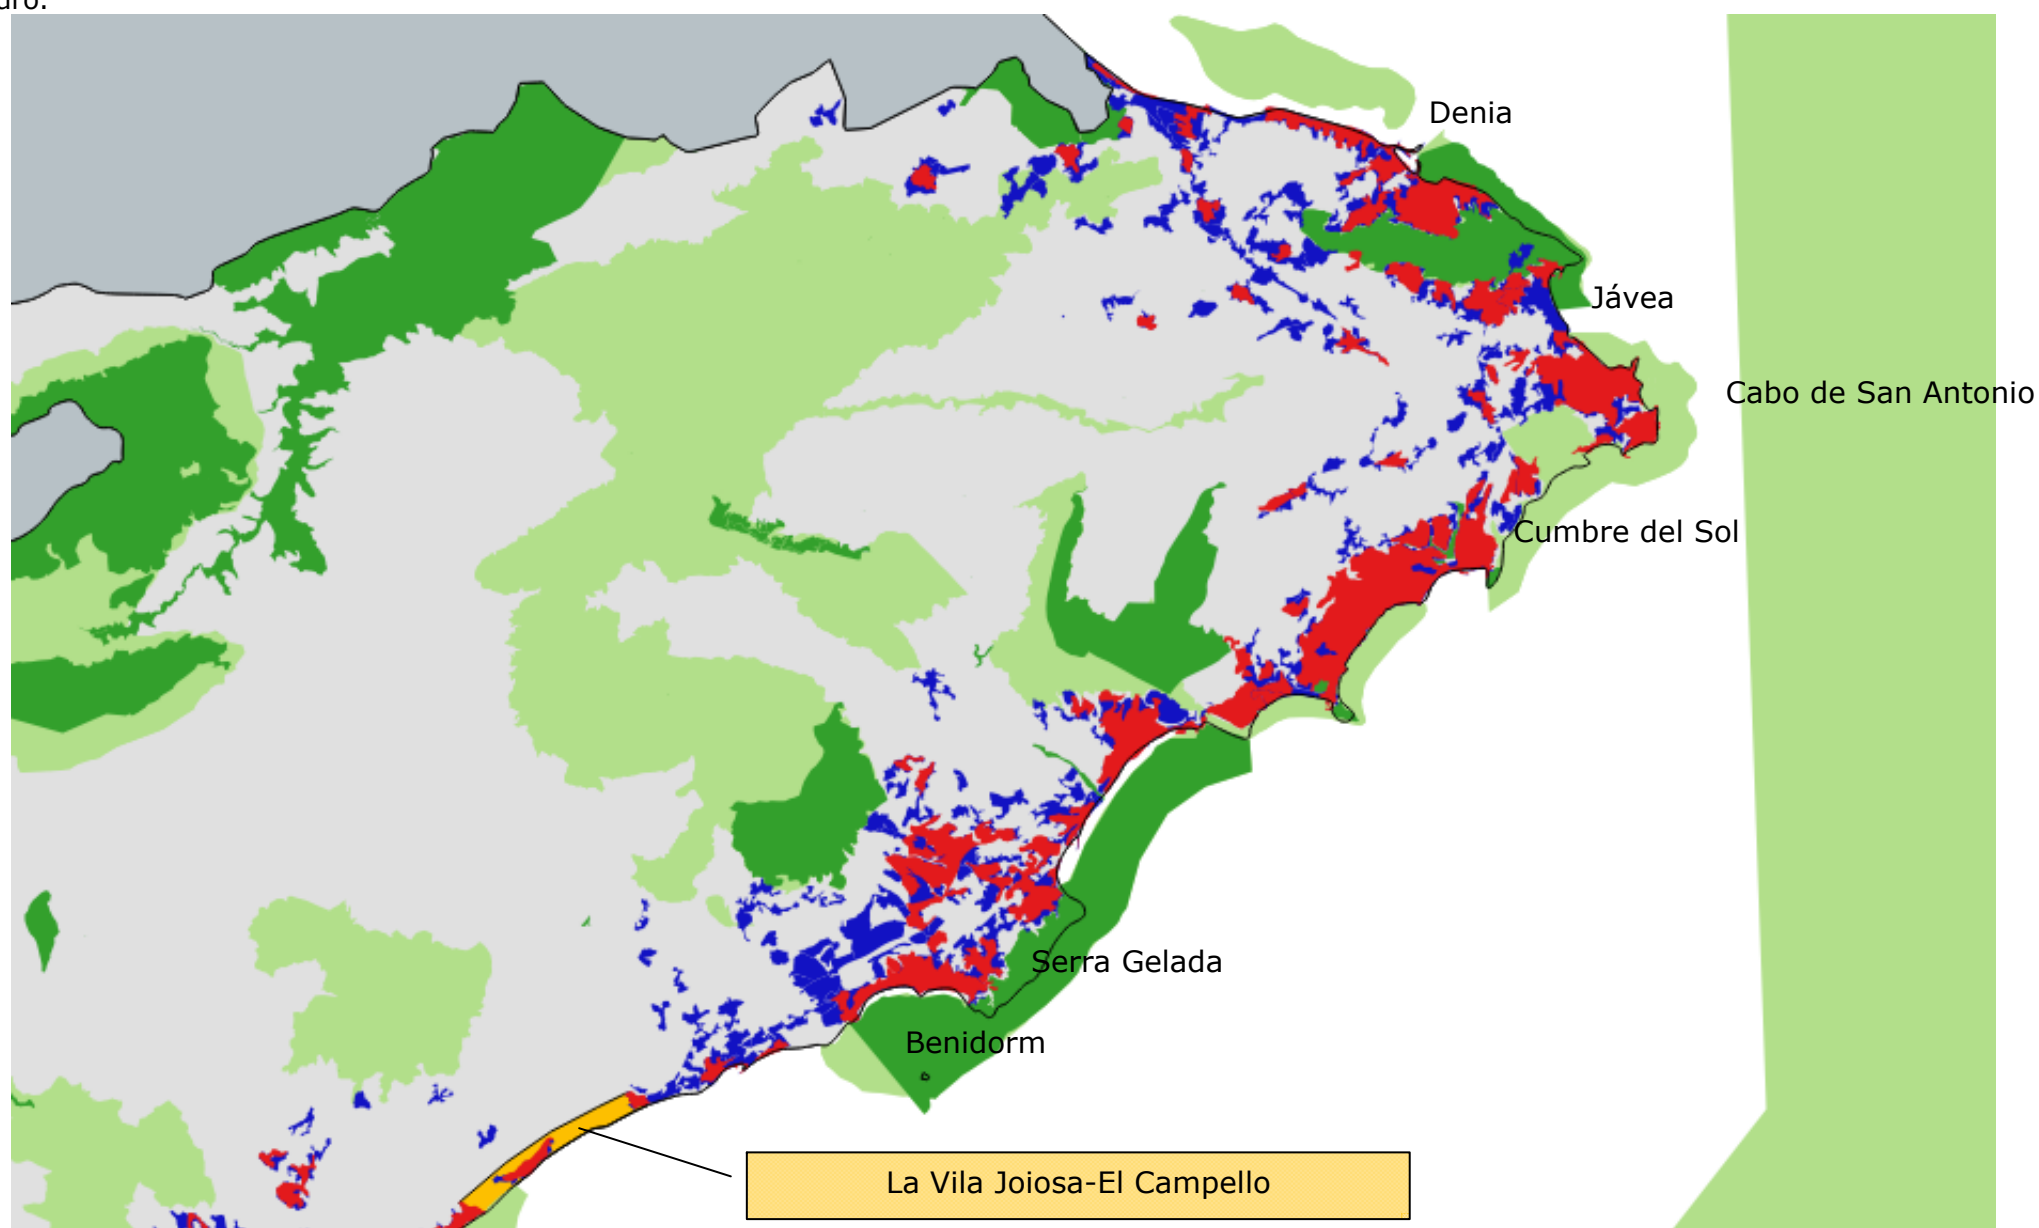 Denia
Jávea
Cabo de San Antonio
Cumbre del Sol
Serra Gelada
Benidorm
La Vila Joiosa-El Campello